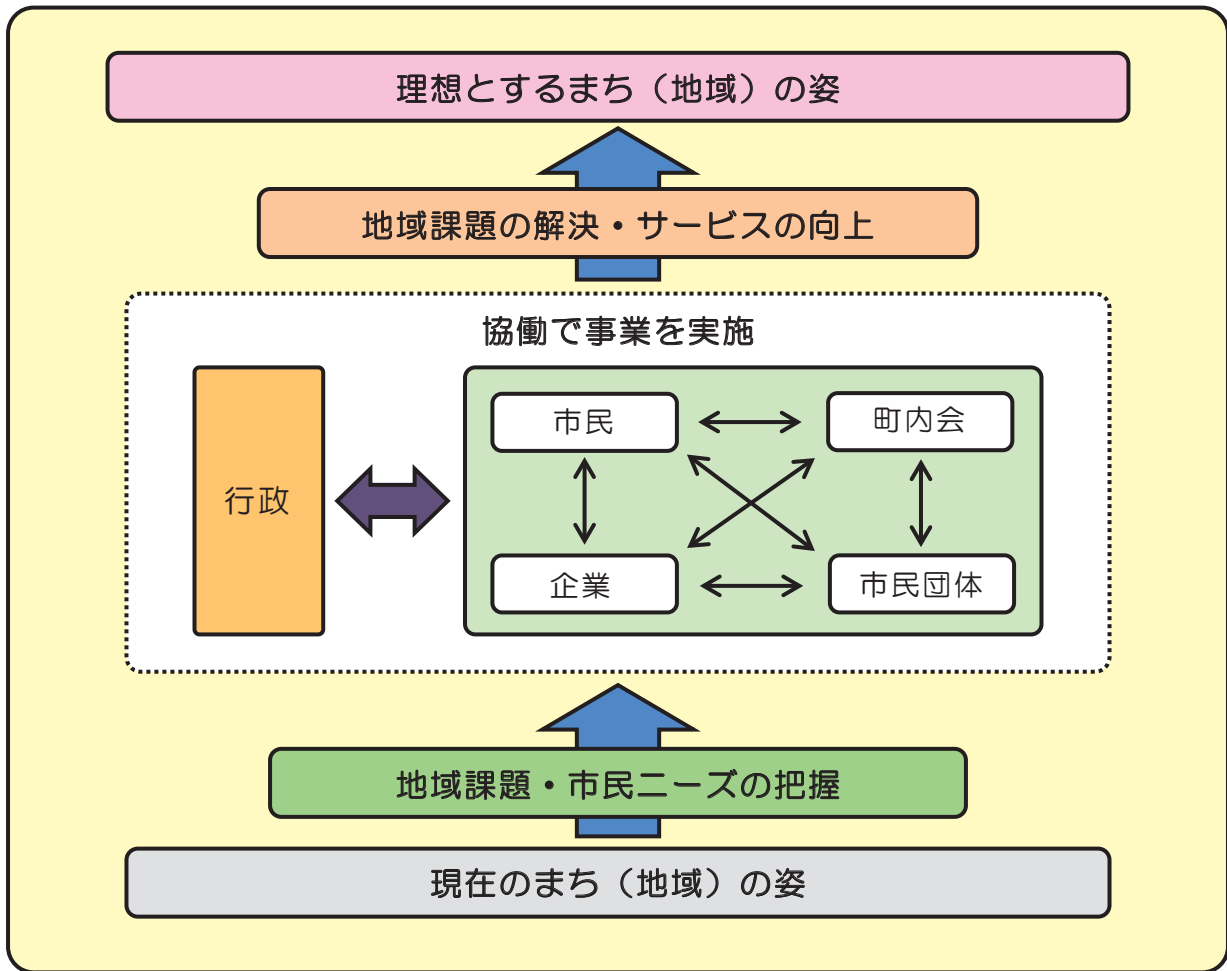 理想とするまち（地域）の姿
地域課題の解決・サービスの向上
協働で事業を実施
行政
市民
町内会
企業
市民団体
地域課題・市民ニーズの把握
現在のまち（地域）の姿